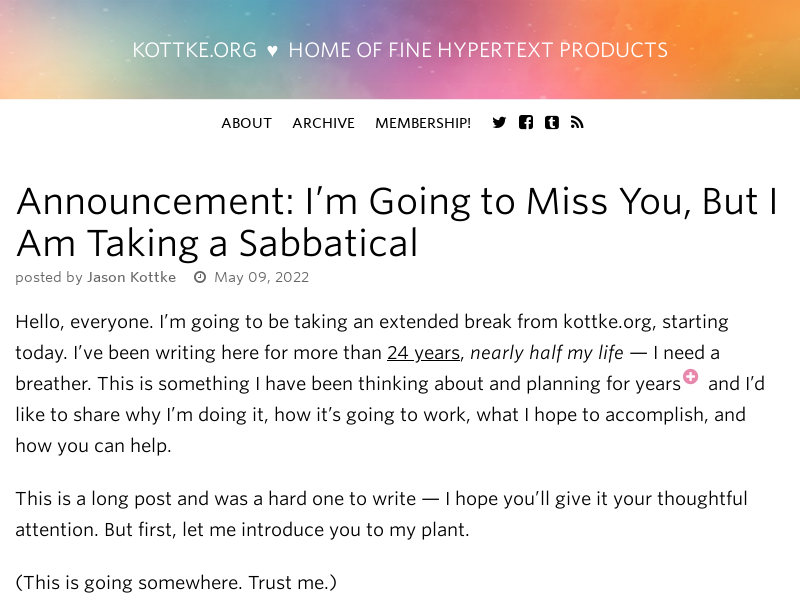 KOTTKE.ORG ♥ HOME OF FINE HYPERTEXT PRODUCTS
ABOUT ARCHIVE MEMBERSHIP!
Announcement: I’m Going to Miss You, But I
Am Taking a Sabbatical
posted by Jason Kottke May 09, 2022
Hello, everyone. I’m going to be taking an extended break from kottke.org, starting
today. I’ve been writing here for more than 24 years, nearly half my life — I need a
breather. This is something I have been thinking about and planning for years and I’d
like to share why I’m doing it, how it’s going to work, what I hope to accomplish, and
how you can help.
This is a long post and was a hard one to write — I hope you’ll give it your thoughtful
attention. But first, let me introduce you to my plant.
(This is going somewhere. Trust me.)